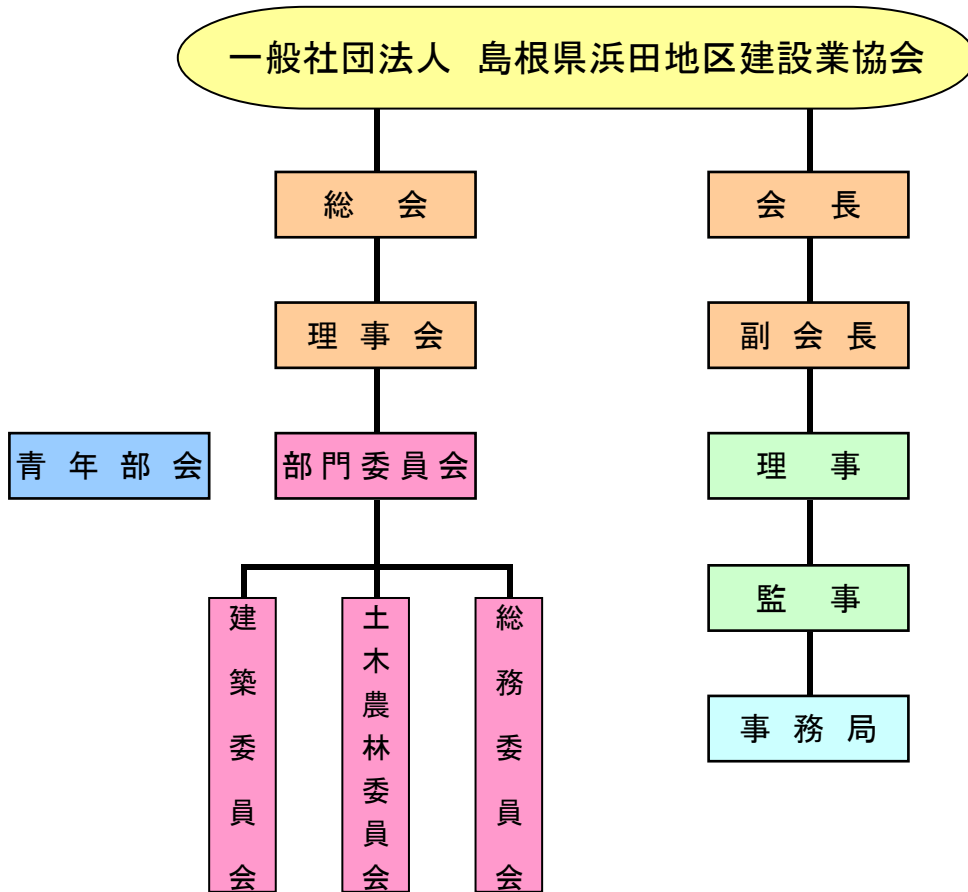 一般社団法人 島根県浜田地区建設業協会
総会
会長
理事会
副会長
青年部会
部門委員会
理事
監事
建築委員会
土木農林委員会
総務委員会
事務局